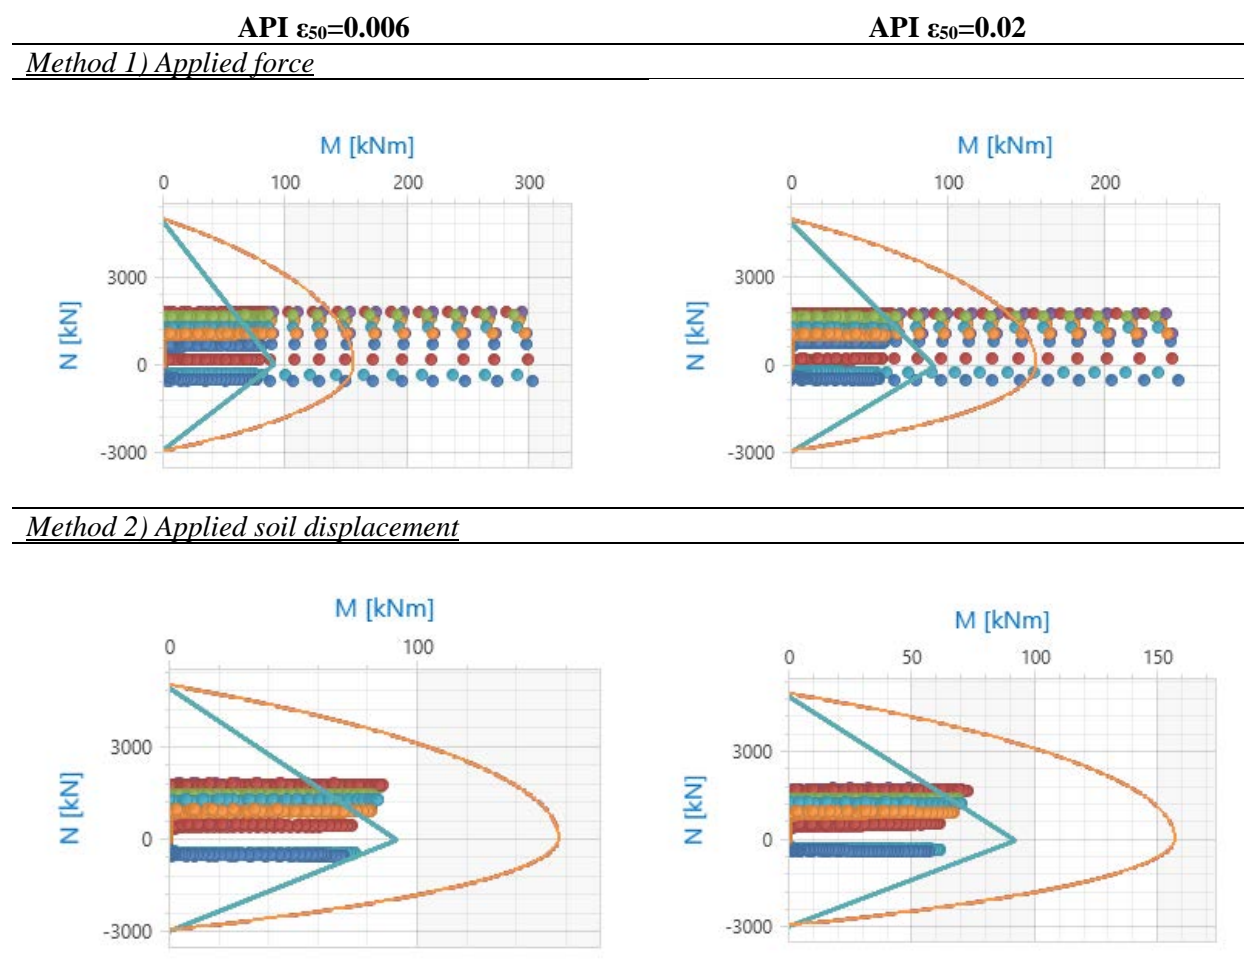 API ε50=0.006 API ε50=0.02
Method 1) Applied force
M [kNm]
0 100 200 300
N [kN]
3000
0
-3000
M [kNm]
0 100 200
N [kN]
3000
0
-3000
Method 2) Applied soil displacement
M [kNm]
0 100
N [kN]
3000
0
-3000
M [kNm]
0 50 100 150
N [kN]
3000
0
-3000